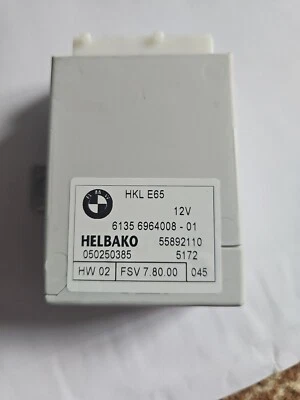 HKL E65
12V
6135 6964008 - 01
HELBAKO 55892110
050250385 5172
HW 02 FSV 7.80.00 045